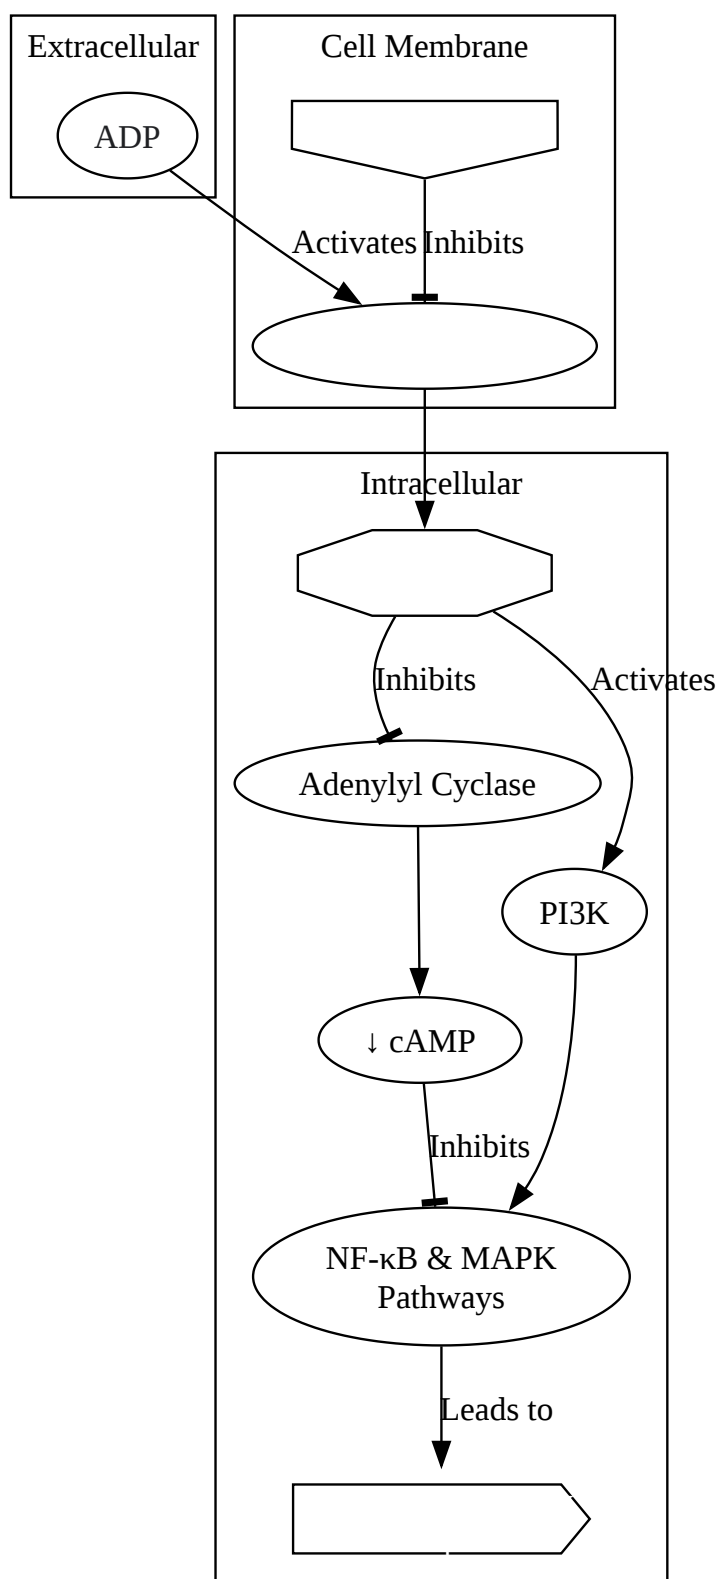 Extracellular
Cell Membrane
ADP
Activates
Inhibits
Intracellular
Inhibits
Activates
Adenylyl Cyclase
PI3K
↓ cAMP
Inhibits
NF-κB & MAPK
Pathways
Leads to